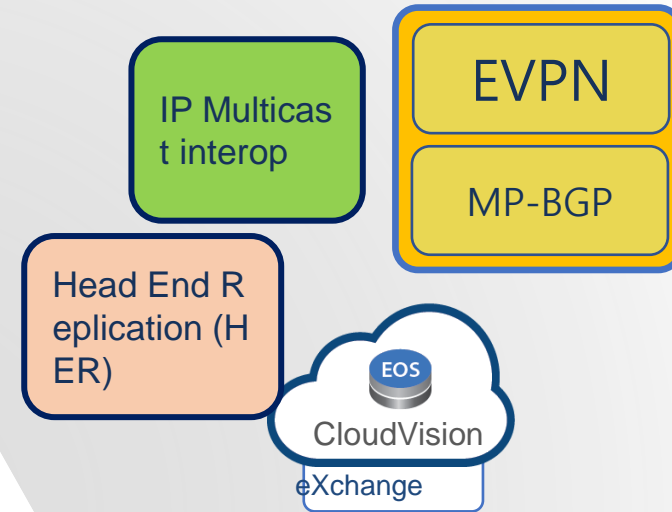 EVPN
IP Multicas
t interop
MP-BGP
Head End R
eplication (H
ER)
EOS
CloudVision
eXchange